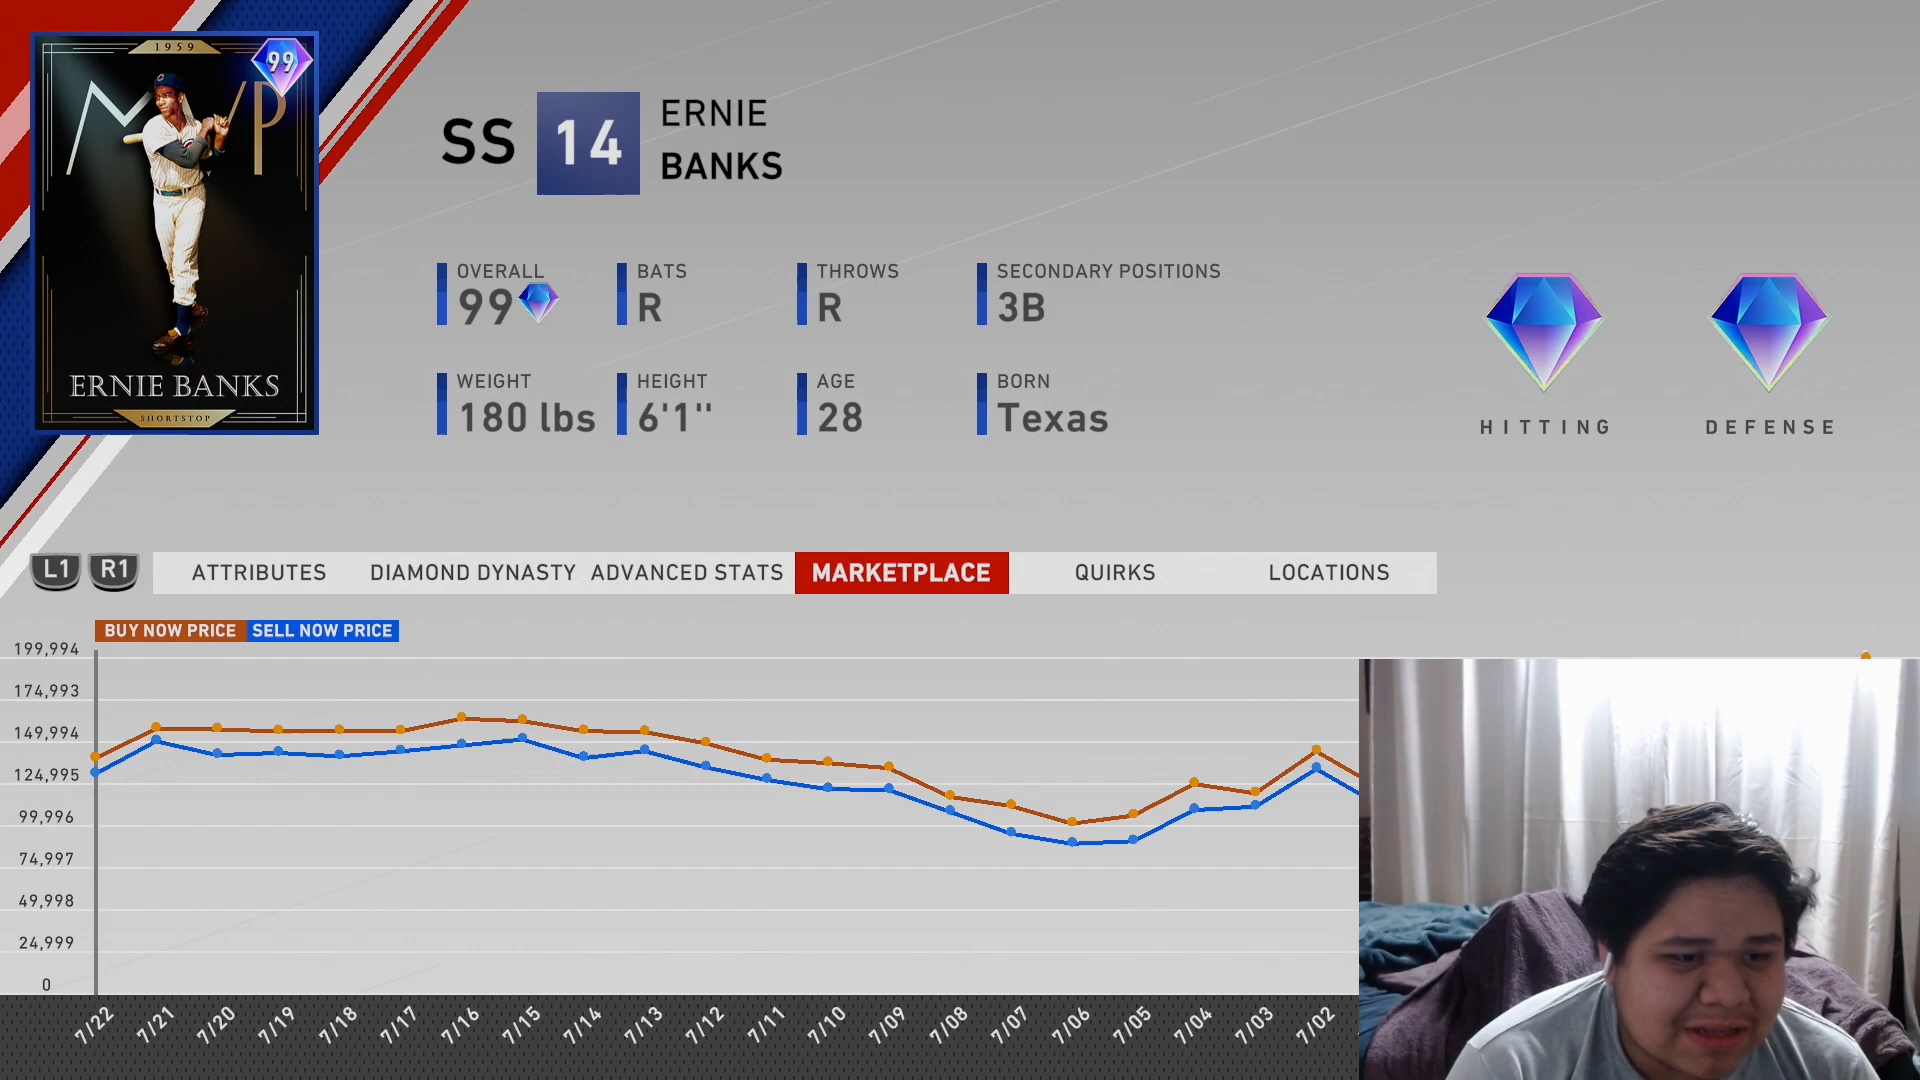 1959
99
MVP
ERNIE BANKS
SHORTSTOP
SS
14
ERNIE
BANKS
OVERALL
99
BATS
R
THROWS
R
SECONDARY POSITIONS
3B
WEIGHT
180 lbs
HEIGHT
6'1''
AGE
28
BORN
Texas
HITTING
DEFENSE
L1 R1 ATTRIBUTES DIAMOND DYNASTY ADVANCED STATS MARKETPLACE QUIRKS LOCATIONS
BUY NOW PRICE SELL NOW PRICE
199,994
174,993
149,994
124,995
99,996
74,997
49,998
24,999
0
7/22 7/21 7/20 7/19 7/18 7/17 7/16 7/15 7/14 7/13 7/12 7/11 7/10 7/09 7/08 7/07 7/06 7/05 7/04 7/03 7/02